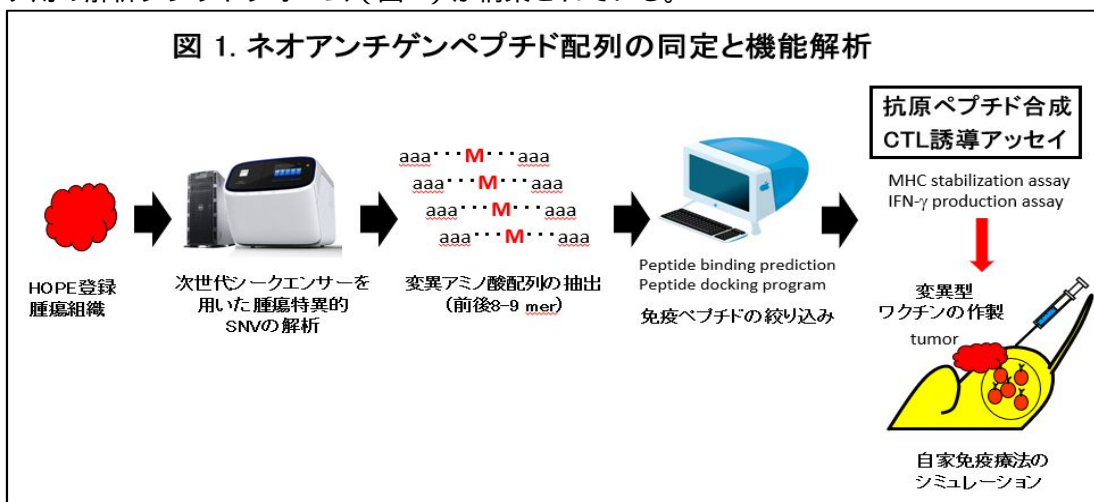 図 1. ネオアンチゲンペプチド配列の同定と機能解析
抗原ペプチド合成
CTL誘導アッセイ
MHC stabilization assay
IFN-γ production assay
aaa･･･M･･･aaa
aaa･･･M･･･aaa
aaa･･･M･･･aaa
aaa･･･M･･･aaa
HOPE登録
腫瘍組織
次世代シークエンサーを
用いた腫瘍特異的
SNVの解析
変異アミノ酸配列の抽出
(前後8-9 mer)
Peptide binding prediction
Peptide docking program
免疫ペプチドの絞り込み
変異型
ワクチンの作製
tumor
自家免疫療法の
シミュレーション